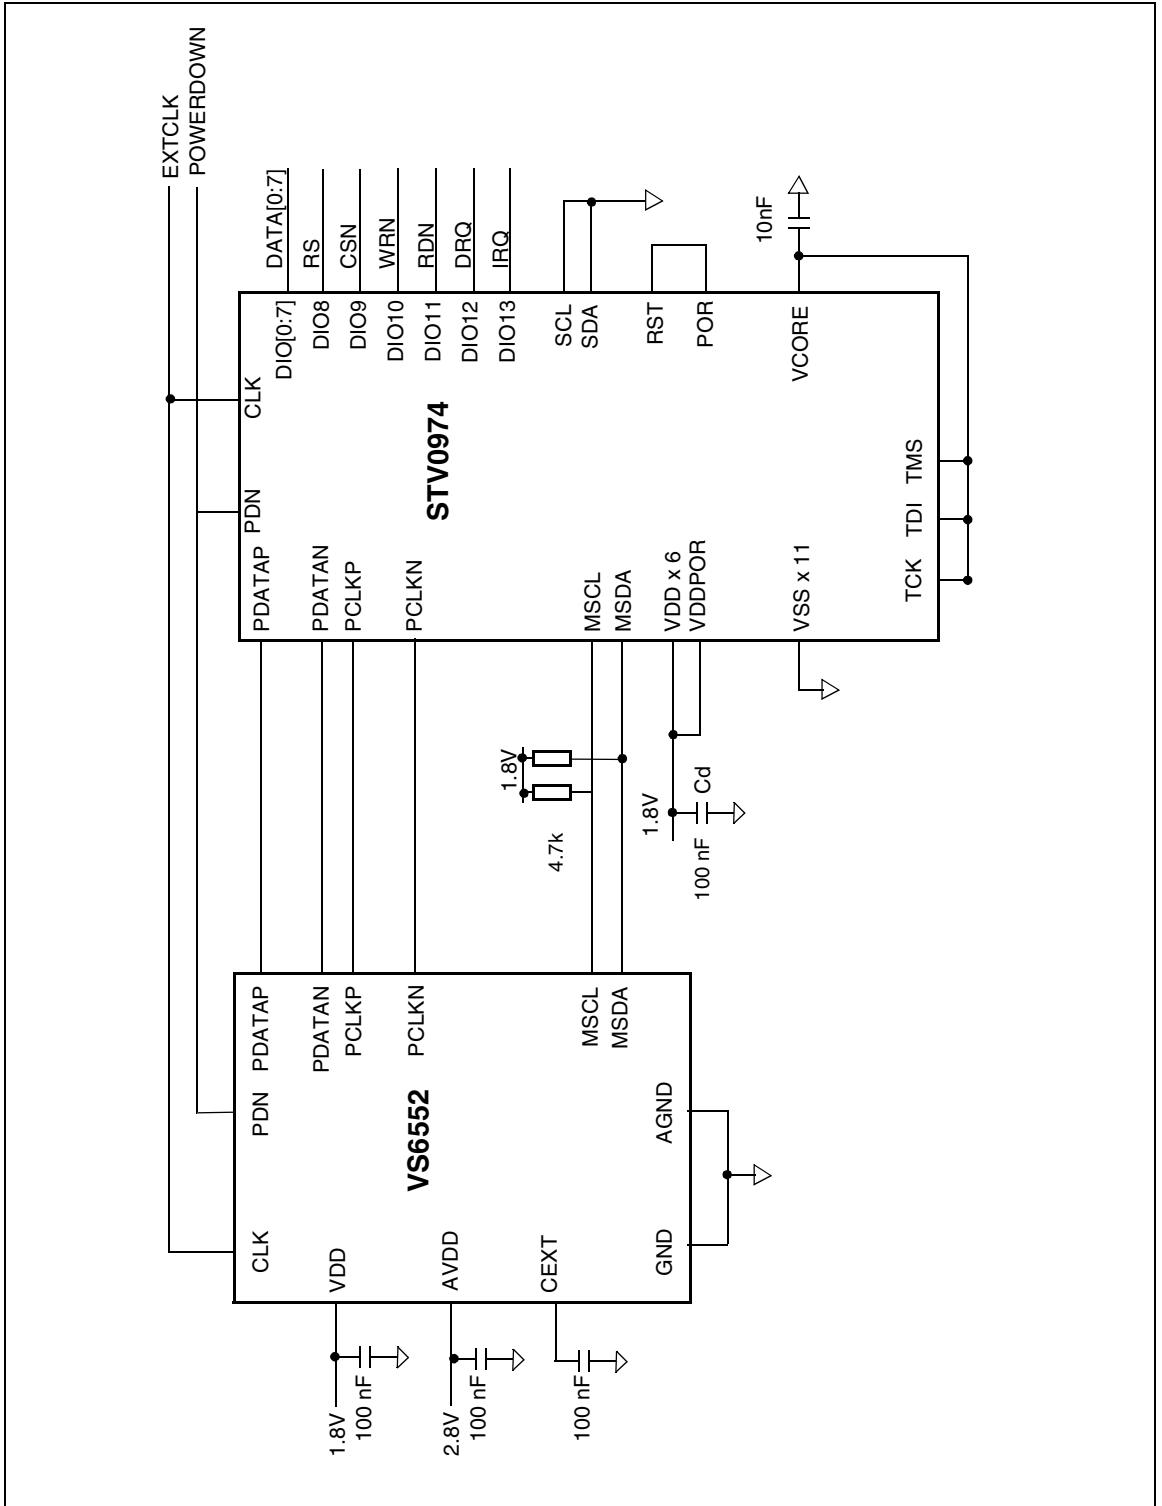 EXTCLK
POWERDOWN
CLK
PDN
PDATAP
PDATAN
PCLKP
PCLKN
MSCL
MSDA
VS6552
VDD
AVDD
CEXT
GND
AGND
1.8V
100 nF
2.8V
100 nF
100 nF
1.8V
4.7k
1.8V
Cd
100 nF
PDN
CLK
PDATAP
PDATAN
PCLKP
PCLKN
MSCL
MSDA
VDD x 6
VDDPOR
VSS x 11
STV0974
DIO[0:7]
DIO8
DIO9
DIO10
DIO11
DIO12
DIO13
SCL
SDA
RST
POR
VCORE
TCK
TDI
TMS
DATA[0:7]
RS
CSN
WRN
RDN
DRQ
IRQ
10nF